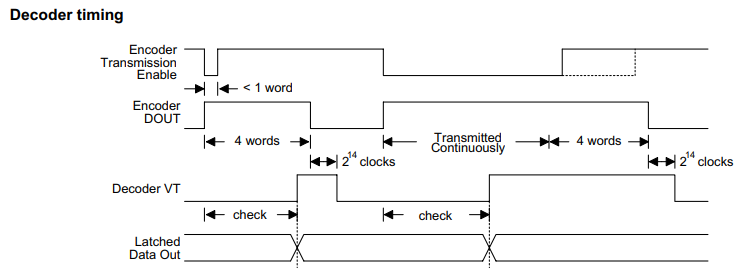 Decoder timing
Encoder
Transmission
Enable
< 1 word
Encoder
DOUT
4 words
Transmitted
Continuously
4 words
2^14 clocks
2^14 clocks
Decoder VT
check
check
Latched
Data Out